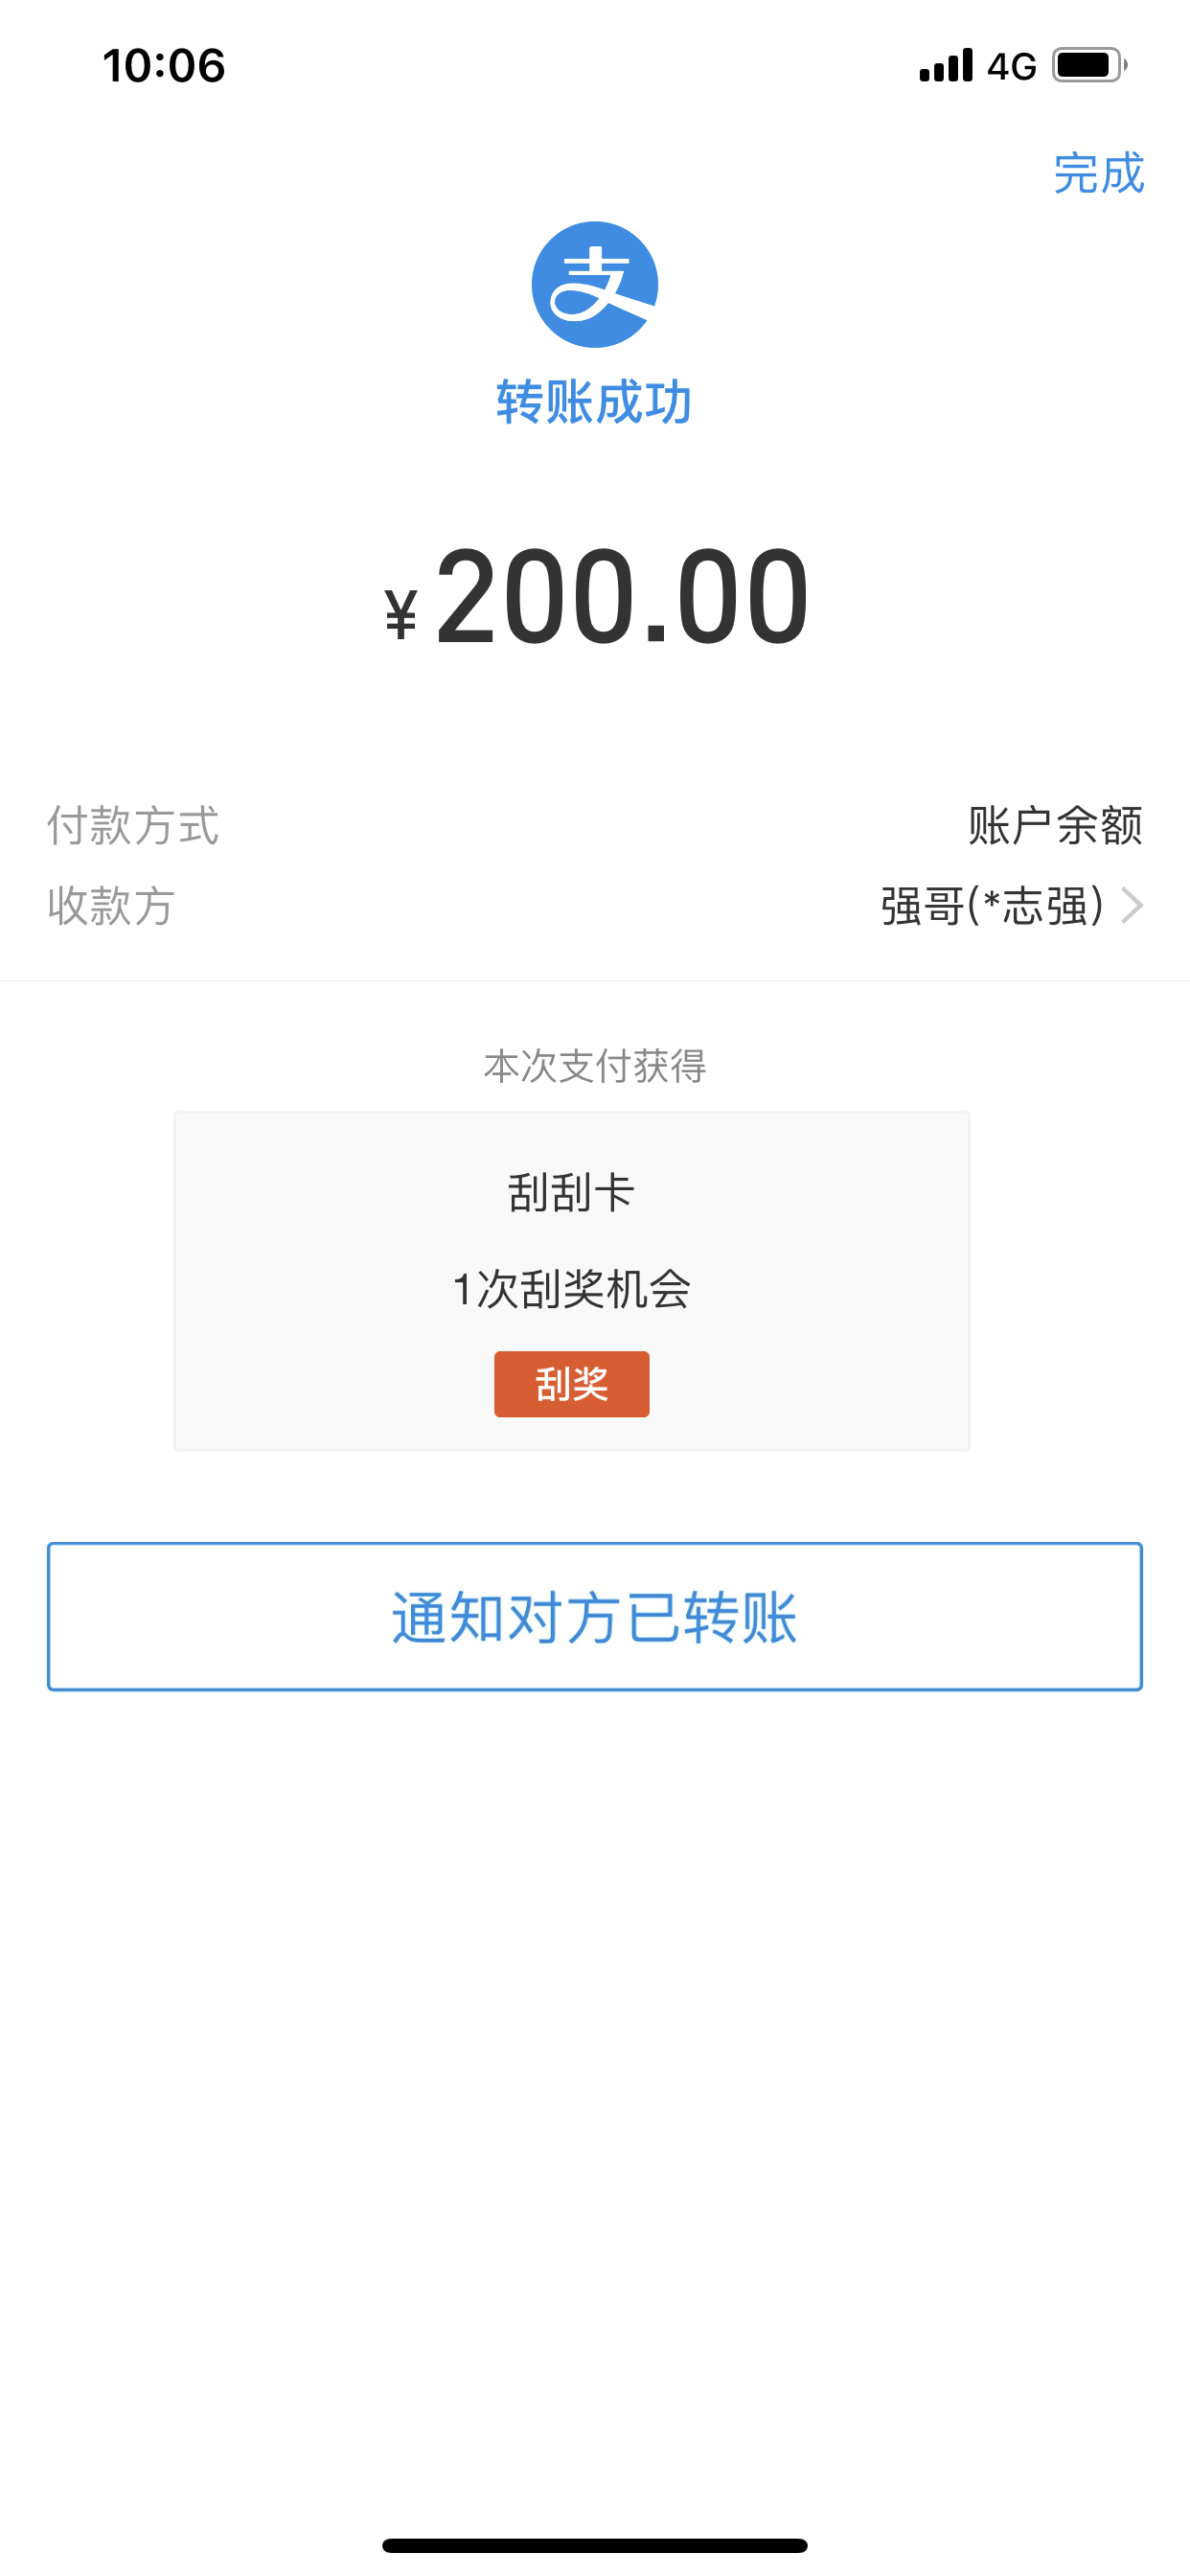 10:06 4G
完成
支
转账成功
¥200.00
付款方式 账户余额
收款方 强哥(*志强)
本次支付获得
刮刮卡
1次刮奖机会
刮奖
通知对方已转账